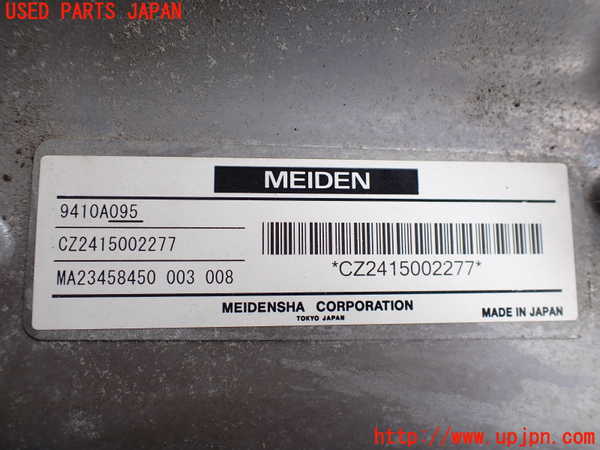 USED PARTS JAPAN
MEIDEN
9410A095
CZ2415002277
MA23458450 003 008
*CZ2415002277*
MEIDENSHA CORPORATION
TOKYO JAPAN
MADE IN JAPAN
http://www.upjpn.com/